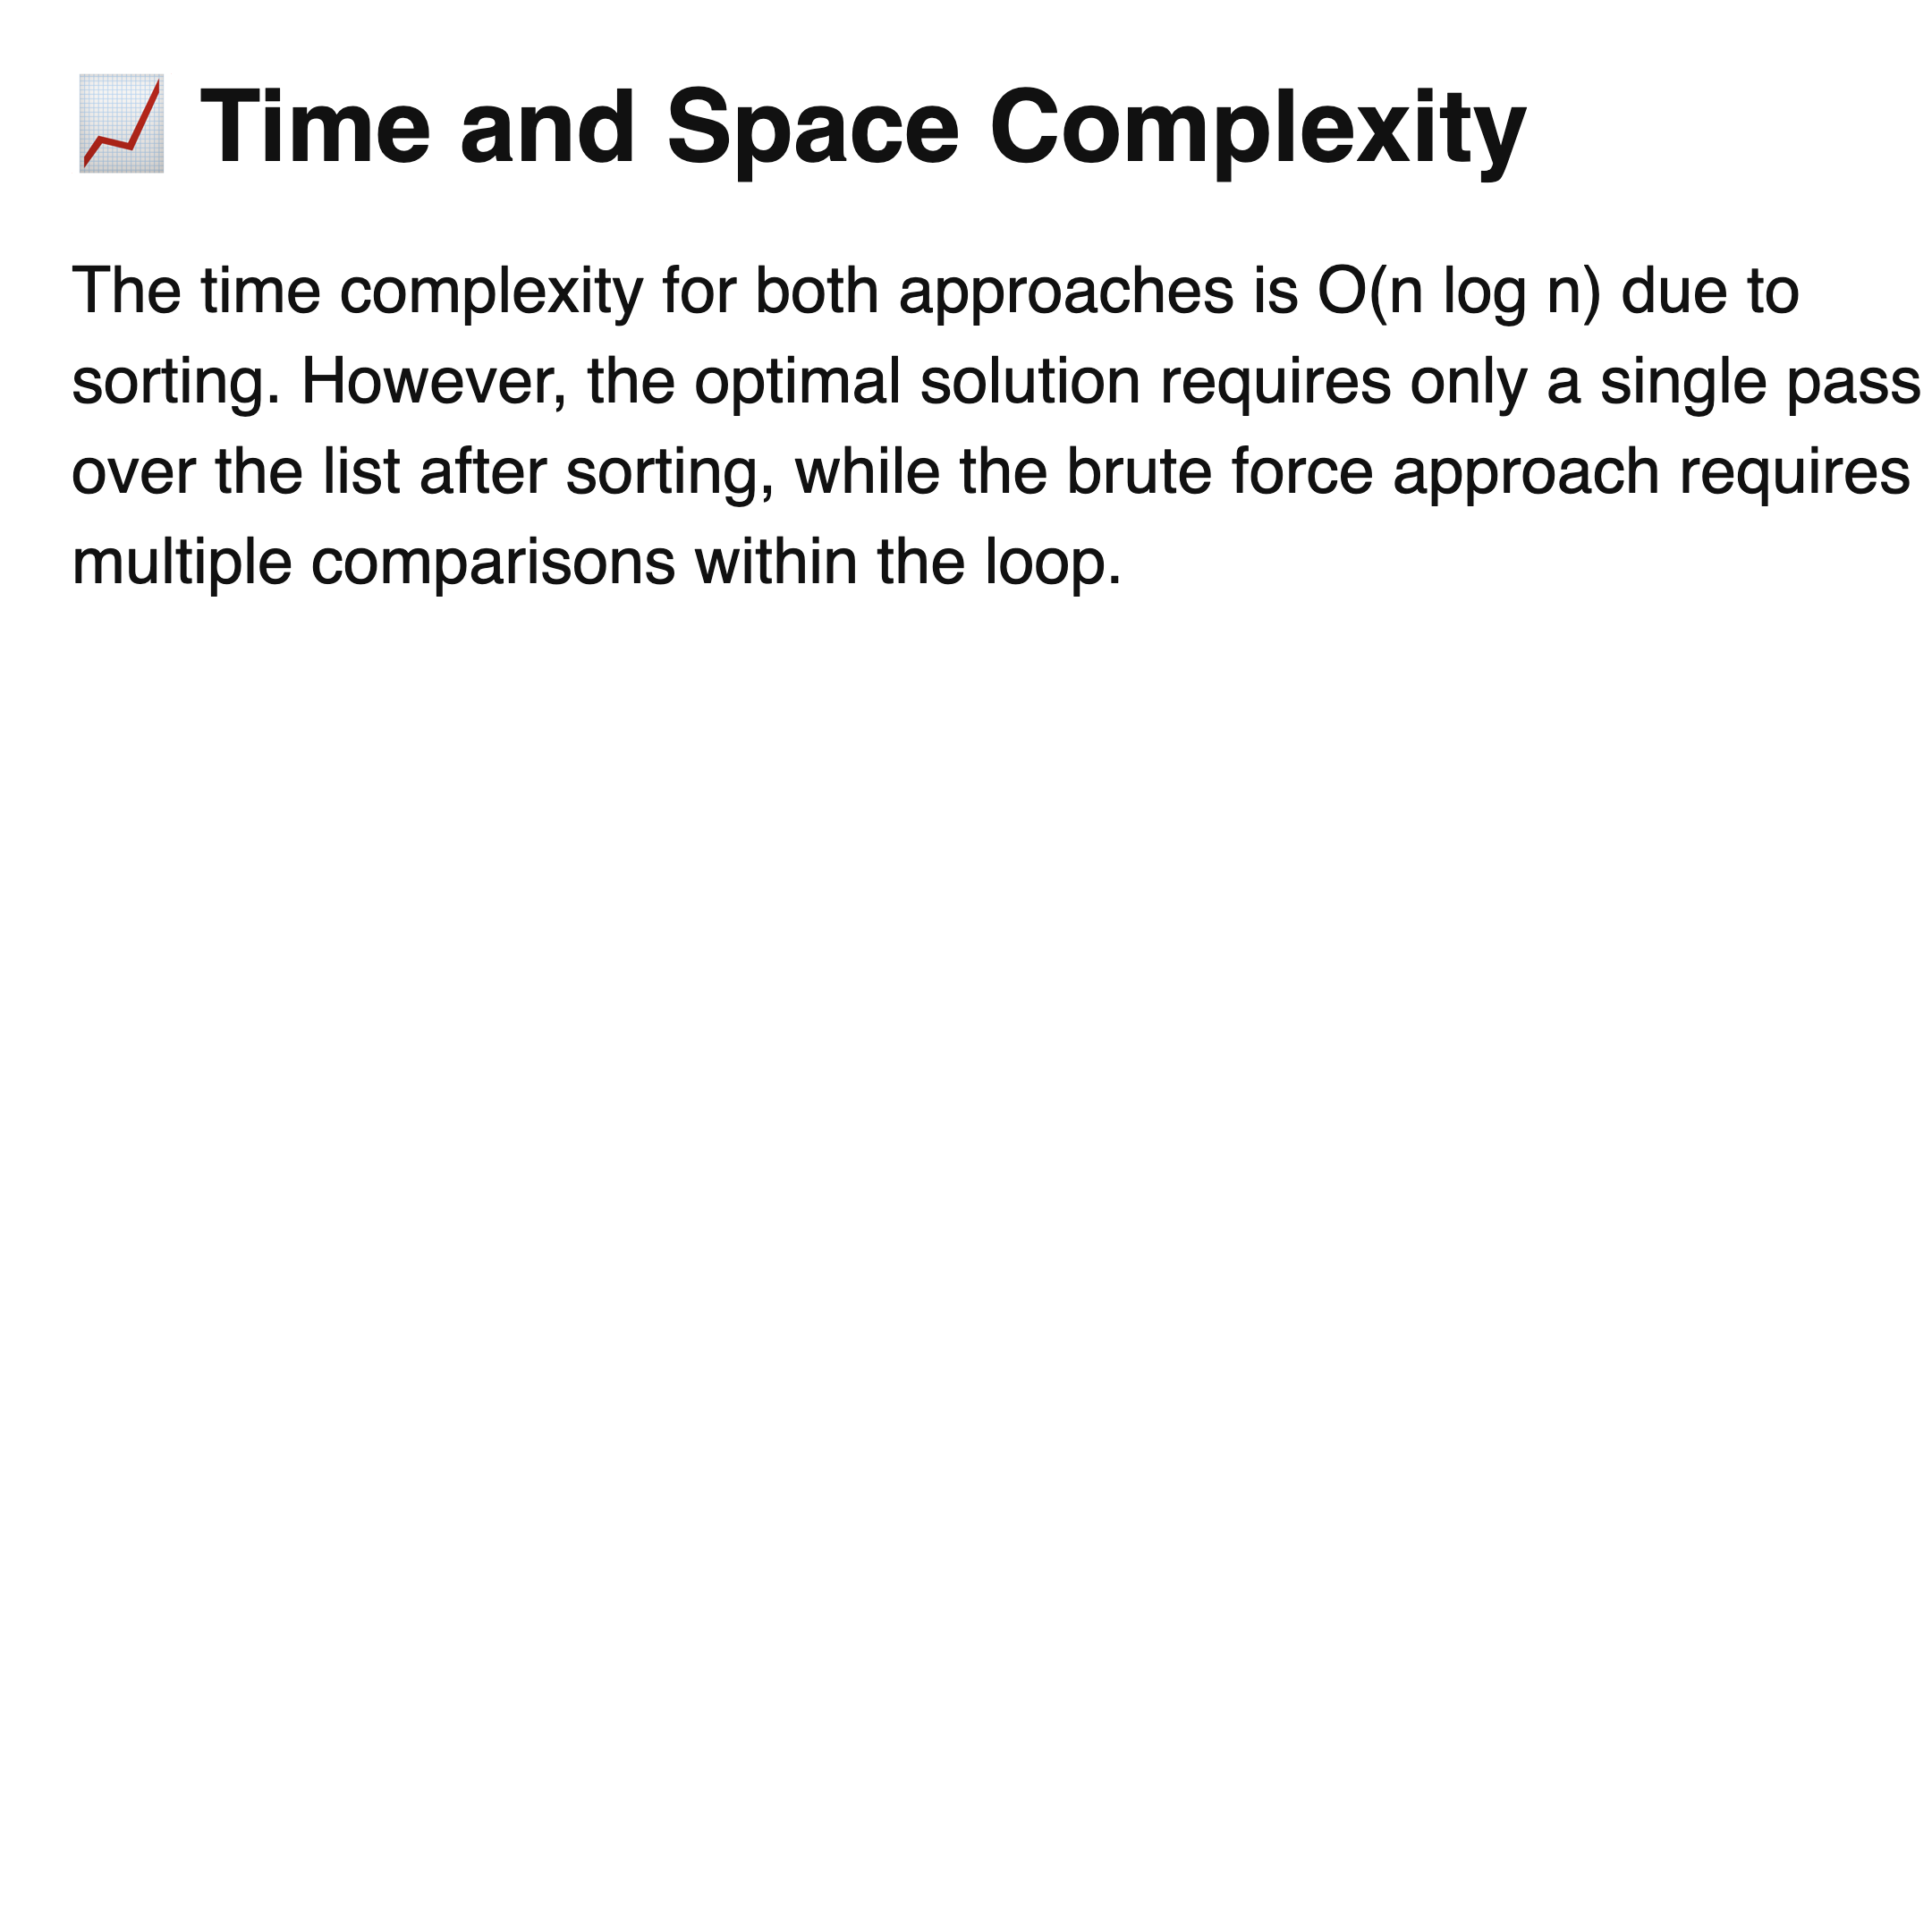 📈 Time and Space Complexity
The time complexity for both approaches is O(n log n) due to
sorting. However, the optimal solution requires only a single pass
over the list after sorting, while the brute force approach requires
multiple comparisons within the loop.